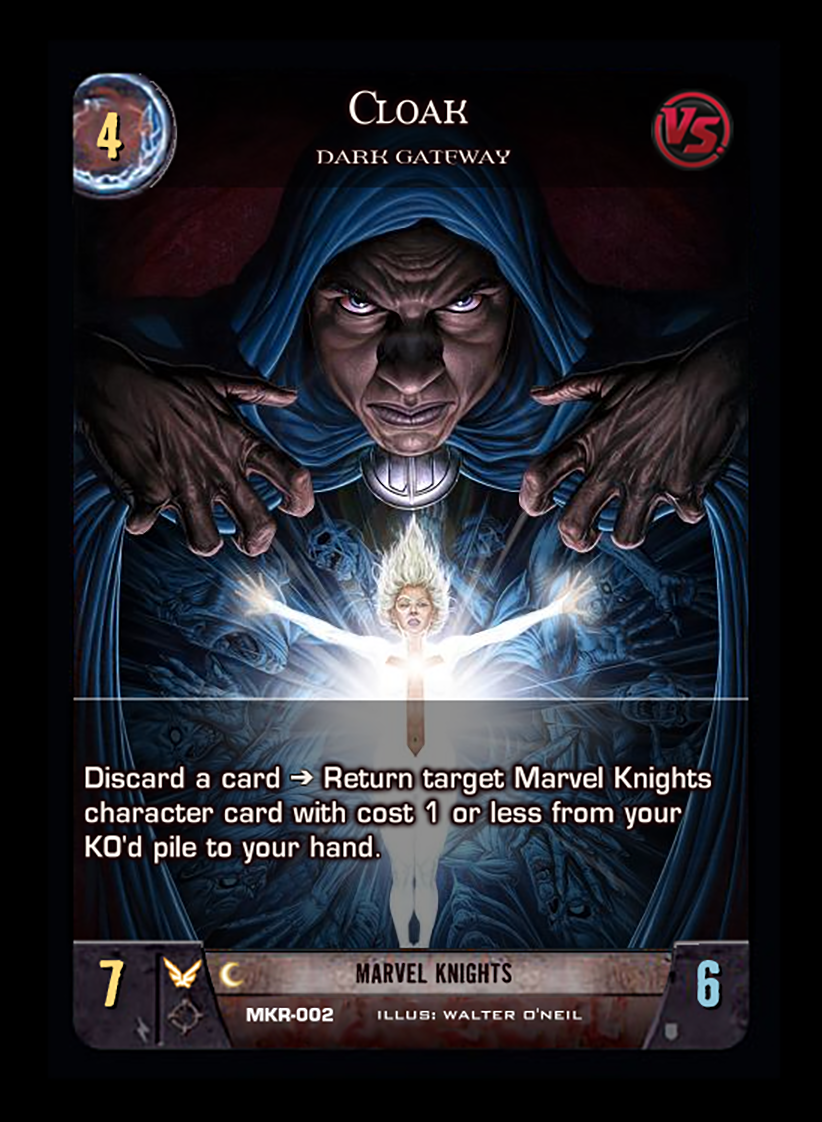 4
CLOAK
VS.
DARK GATEWAY
Discard a card ➔ Return target Marvel Knights
character card with cost 1 or less from your
KO'd pile to your hand.
7
MARVEL KNIGHTS
6
MKR-002 ILLUS: WALTER O'NEIL